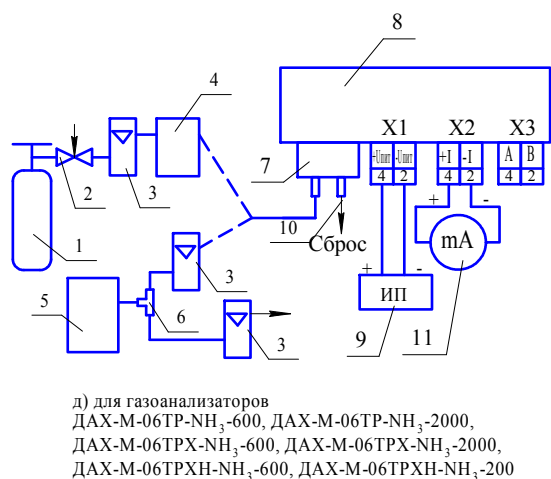 8
4
X1 X2 X3
7
+Uпит -Uпит +I -I A B
4 2 4 2 4 2
2
3
10
Сброс
+ - + -
mA
1
3
5
6
ИП
3
9
11
д) для газоанализаторов
ДАХ-М-06ТР-NH3-600, ДАХ-М-06ТР-NH3-2000,
ДАХ-М-06ТРХ-NH3-600, ДАХ-М-06ТРХ-NH3-2000,
ДАХ-М-06ТРХН-NH3-600, ДАХ-М-06ТРХН-NH3-200